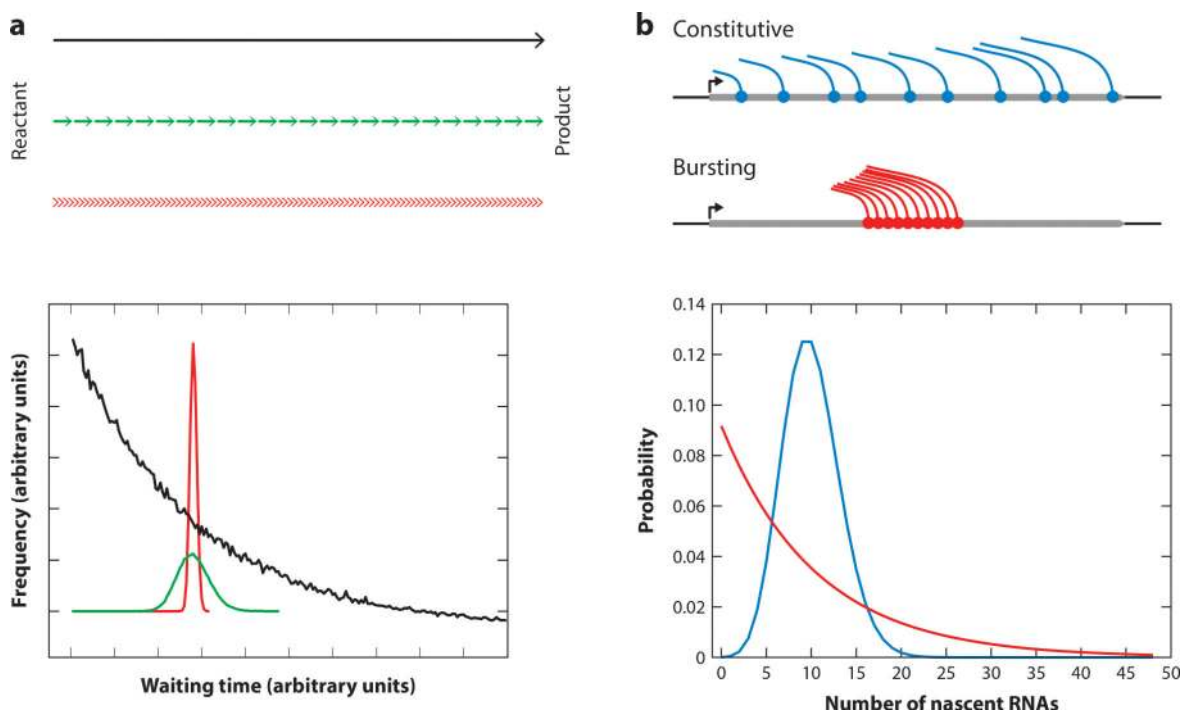 a
Reactant
Product
Frequency (arbitrary units)
Waiting time (arbitrary units)
b
Constitutive
Bursting
Probability
0.14
0.12
0.10
0.08
0.06
0.04
0.02
0
0 5 10 15 20 25 30 35 40 45 50
Number of nascent RNAs